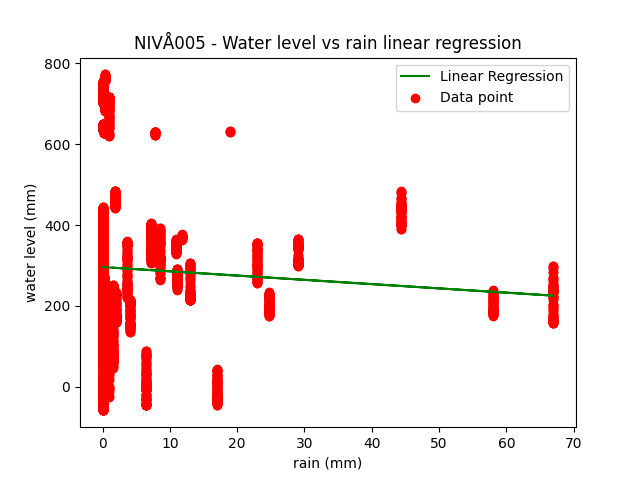 NIVÅ005 - Water level vs rain linear regression
Linear Regression
Data point
water level (mm)
800
600
400
200
0
0 10 20 30 40 50 60 70
rain (mm)